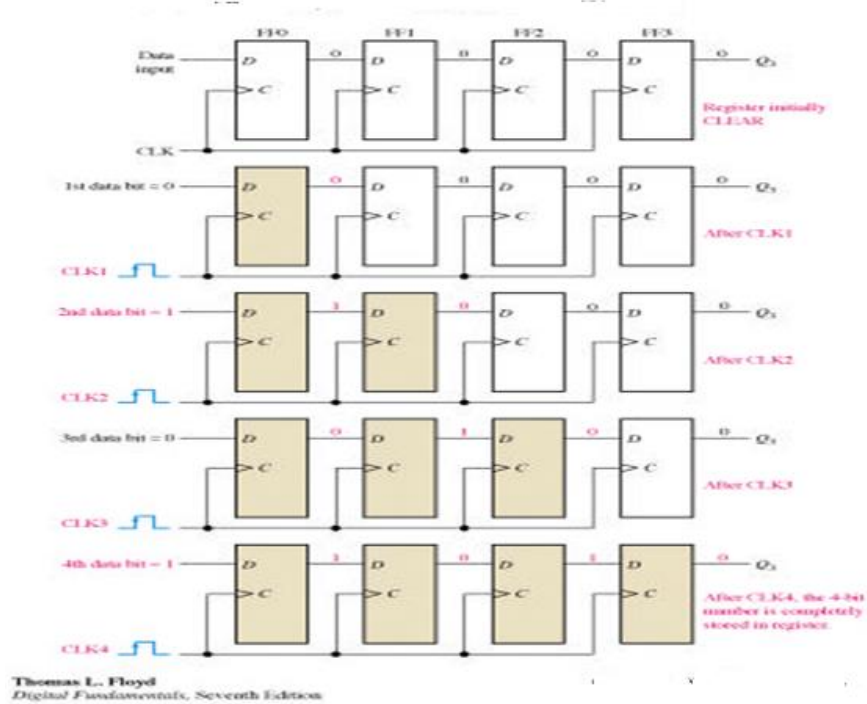 FF0 FF1 FF2 FF3
Data input D 0 D 0 D 0 D 0 Q₃
C C C C
Register initially CLEAR
CLK
1st data bit = 0 D 0 D 0 D 0 D 0 Q₃
C C C C
After CLK1
CLK1
2nd data bit = 1 D 1 D 0 D 0 D 0 Q₃
C C C C
After CLK2
CLK2
3rd data bit = 0 D 0 D 1 D 0 D 0 Q₃
C C C C
After CLK3
CLK3
4th data bit = 1 D 1 D 0 D 1 D 0 Q₃
C C C C
After CLK4, the 4-bit
number is completely
stored in register.
CLK4
Thomas L. Floyd
Digital Fundamentals, Seventh Edition